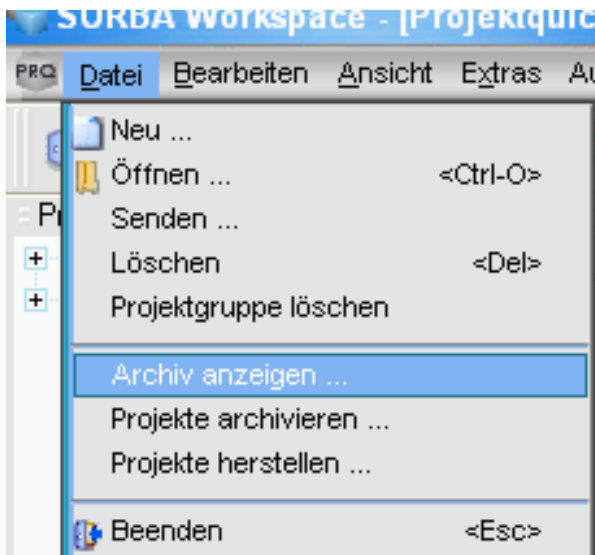 SORBA Workspace - [Projektquic
PRQ Datei Bearbeiten Ansicht Extras Au
Neu ...
Öffnen ... <Ctrl-O>
Senden ...
Löschen <Del>
Projektgruppe löschen
Archiv anzeigen ...
Projekte archivieren ...
Projekte herstellen ...
Beenden <Esc>